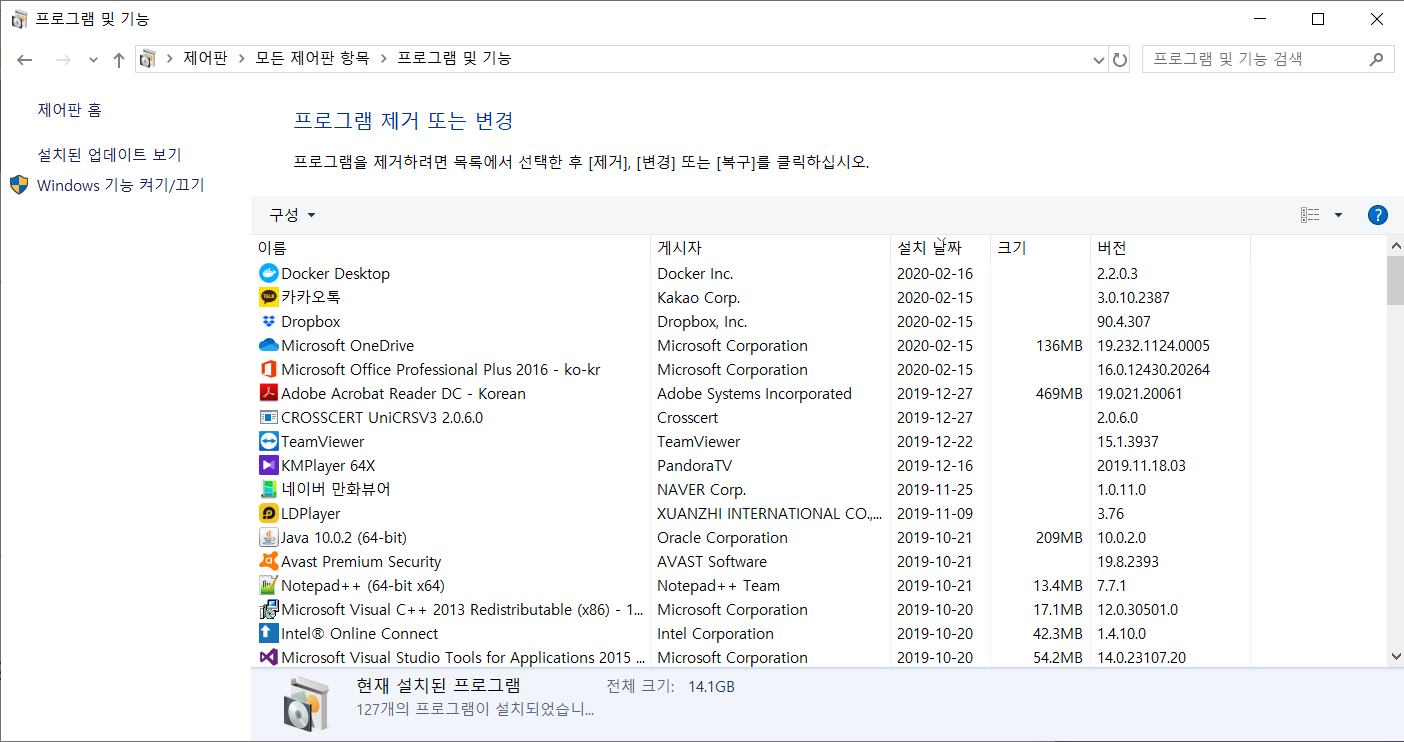 프로그램 및 기능
제어판 > 모든 제어판 항목 > 프로그램 및 기능
프로그램 및 기능 검색
제어판 홈
설치된 업데이트 보기
Windows 기능 켜기/끄기
프로그램 제거 또는 변경
프로그램을 제거하려면 목록에서 선택한 후 [제거], [변경] 또는 [복구]를 클릭하십시오.
구성
이름 게시자 설치 날짜 크기 버전
Docker Desktop Docker Inc. 2020-02-16 2.2.0.3
카카오톡 Kakao Corp. 2020-02-15 3.0.10.2387
Dropbox Dropbox, Inc. 2020-02-15 90.4.307
Microsoft OneDrive Microsoft Corporation 2020-02-15 136MB 19.232.1124.0005
Microsoft Office Professional Plus 2016 - ko-kr Microsoft Corporation 2020-02-15 16.0.12430.20264
Adobe Acrobat Reader DC - Korean Adobe Systems Incorporated 2019-12-27 469MB 19.021.20061
CROSSCERT UniCRSV3 2.0.6.0 Crosscert 2019-12-27 2.0.6.0
TeamViewer TeamViewer 2019-12-22 15.1.3937
KMPlayer 64X PandoraTV 2019-12-16 2019.11.18.03
네이버 만화뷰어 NAVER Corp. 2019-11-25 1.0.11.0
LDPlayer XUANZHI INTERNATIONAL CO.,... 2019-11-09 3.76
Java 10.0.2 (64-bit) Oracle Corporation 2019-10-21 209MB 10.0.2.0
Avast Premium Security AVAST Software 2019-10-21 19.8.2393
Notepad++ (64-bit x64) Notepad++ Team 2019-10-21 13.4MB 7.7.1
Microsoft Visual C++ 2013 Redistributable (x86) - 1... Microsoft Corporation 2019-10-20 17.1MB 12.0.30501.0
Intel® Online Connect Intel Corporation 2019-10-20 42.3MB 1.4.10.0
Microsoft Visual Studio Tools for Applications 2015 ... Microsoft Corporation 2019-10-20 54.2MB 14.0.23107.20
현재 설치된 프로그램 전체 크기: 14.1GB
127개의 프로그램이 설치되었습니...